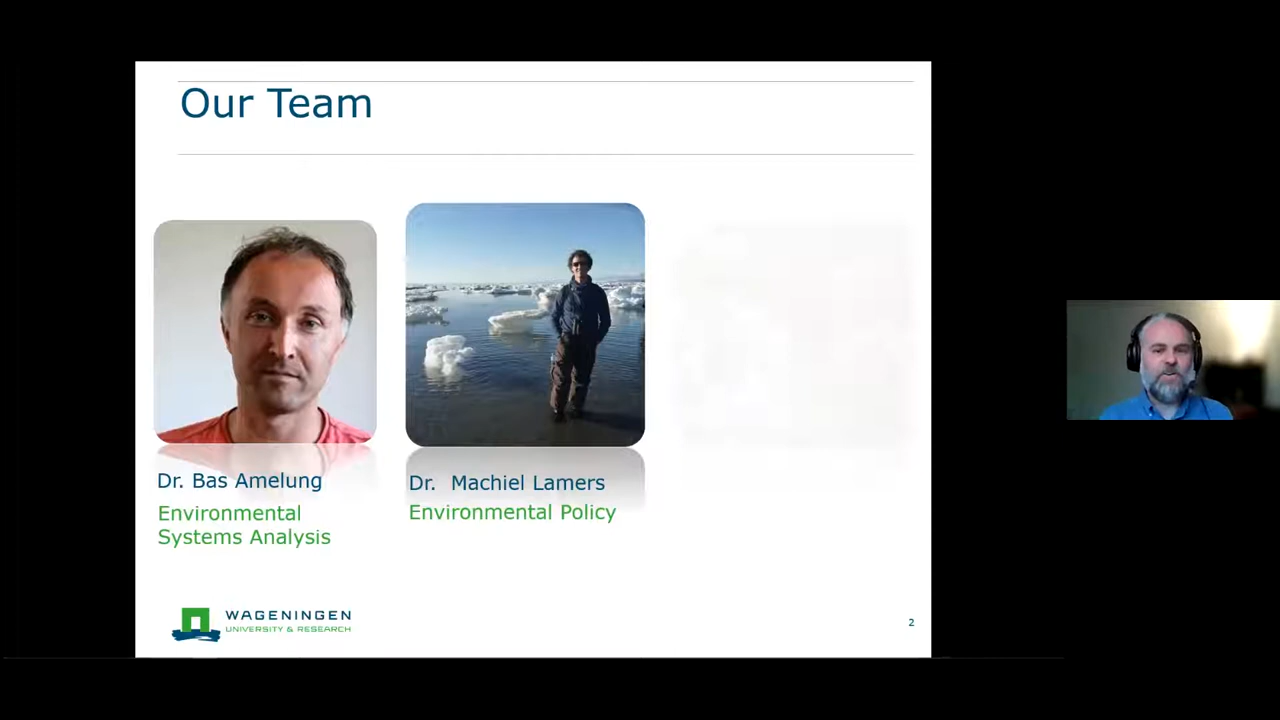 Our Team
Dr. Bas Amelung
Environmental
Systems Analysis
Dr. Machiel Lamers
Environmental Policy
WAGENINGEN
UNIVERSITY & RESEARCH
2